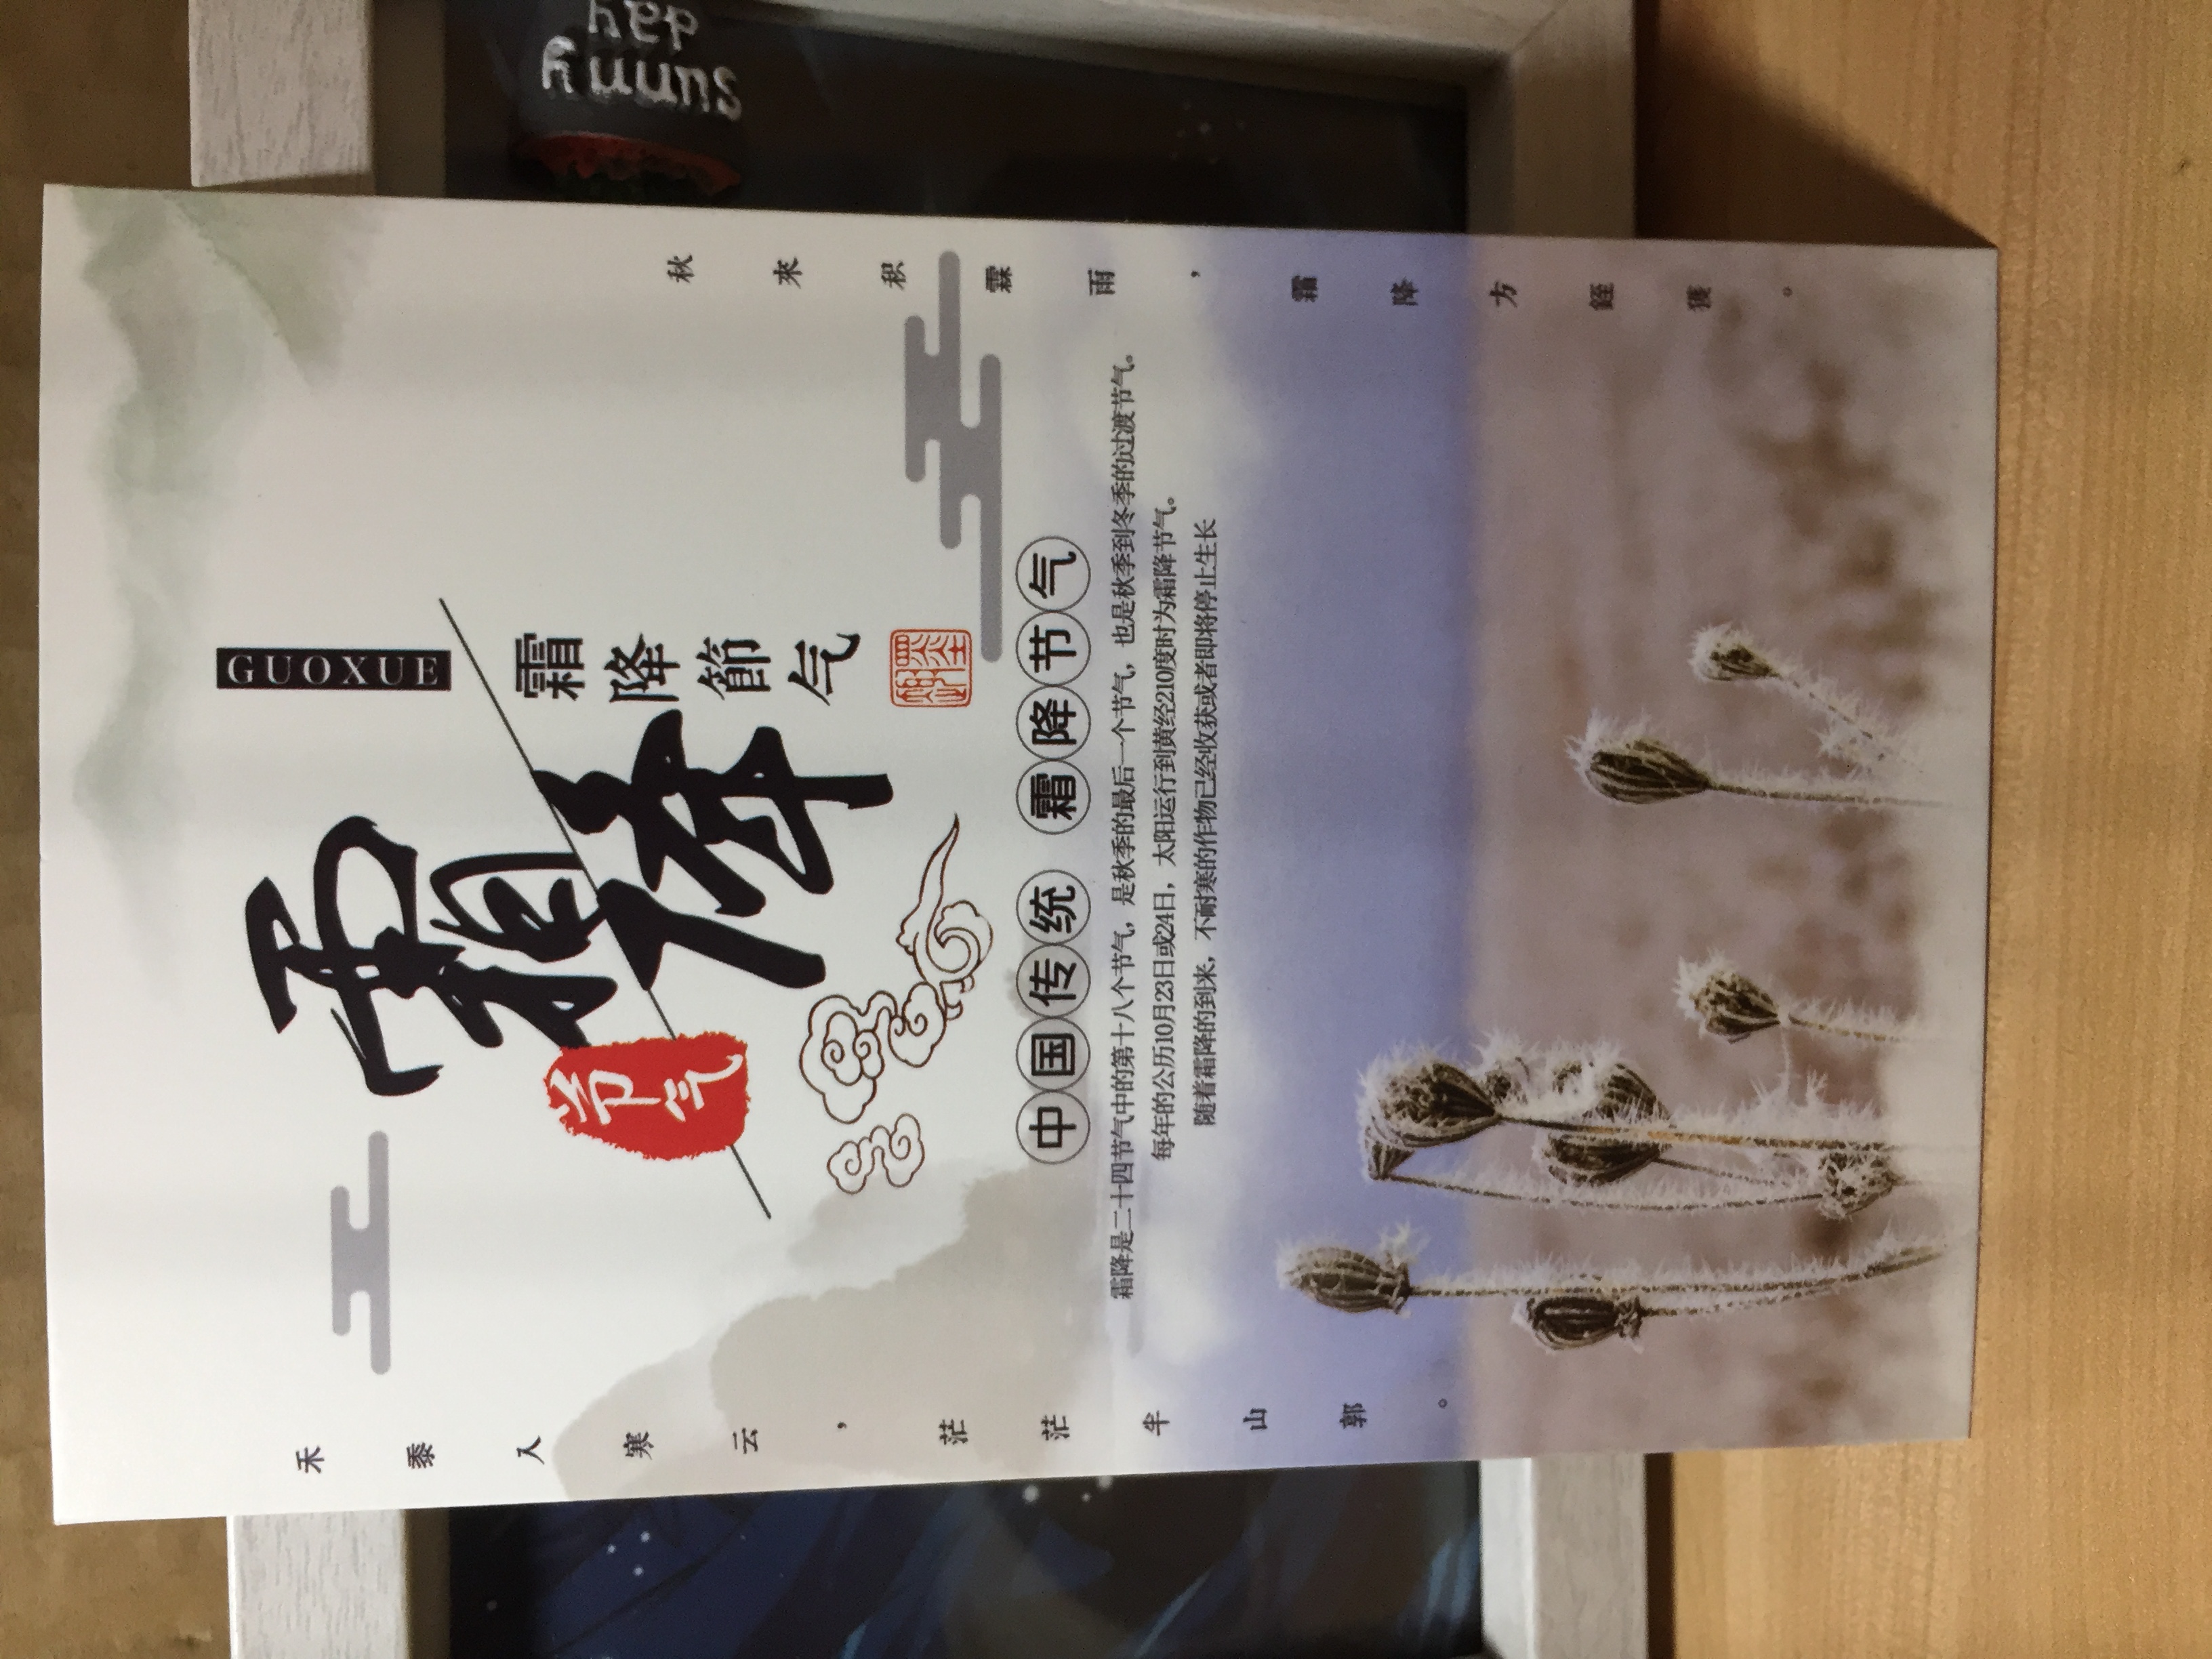 GUOXUE
霜降
霜降節气
节气
中国传统 霜降节气
霜降是二十四节气中的第十八个节气，是秋季的最后一个节气，也是秋季到冬季的过渡节气。
每年的公历10月23日或24日，太阳运行到黄经210度时为霜降节气。
随着霜降的到来，不耐寒的作物已经收获或者即将停止生长
秋來积霖雨，霜降方銍獲。
禾黍入寒云，茫茫半山郭。
sunny
day